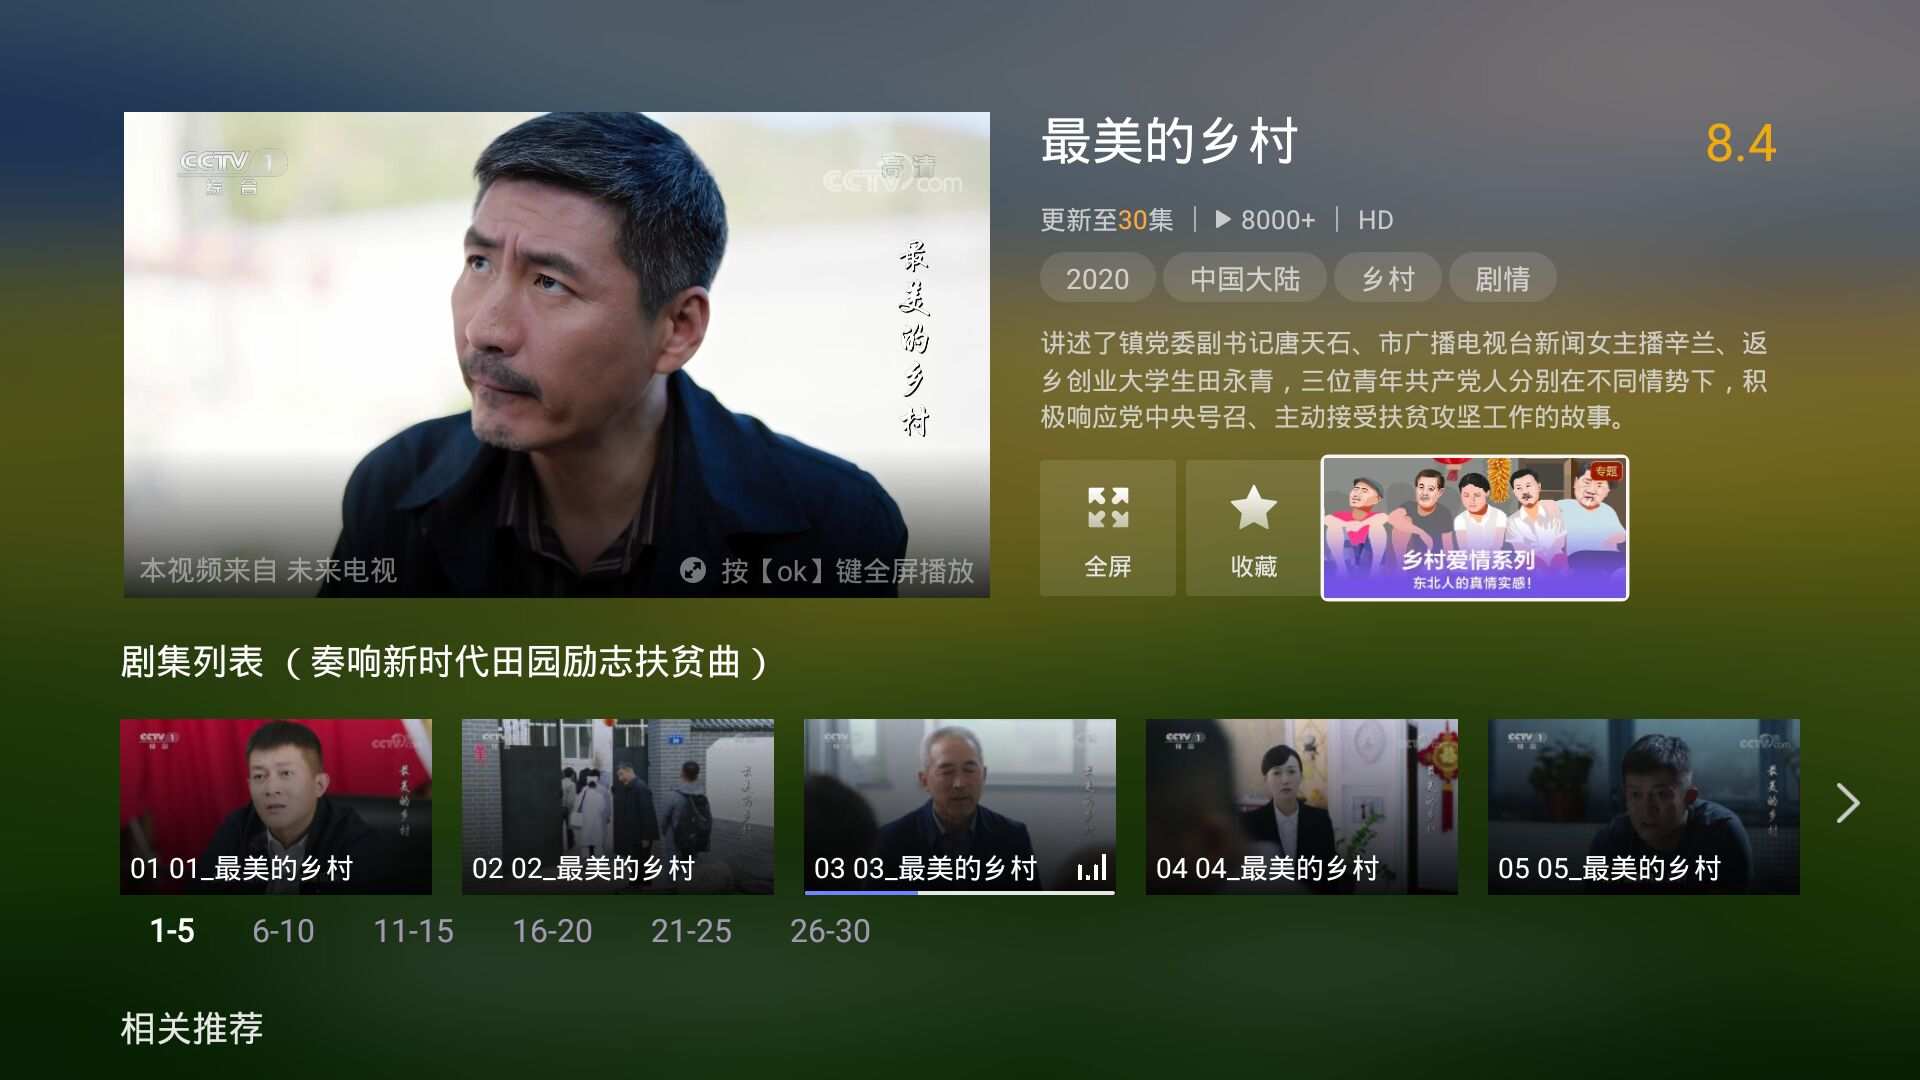 CCTV 1
综合
高清
CCTV.com
最美的乡村
本视频来自 未来电视
按【ok】键全屏播放
最美的乡村
8.4
更新至30集
8000+
HD
2020
中国大陆
乡村
剧情
讲述了镇党委副书记唐天石、市广播电视台新闻女主播辛兰、返
乡创业大学生田永青，三位青年共产党人分别在不同情势下，积
极响应党中央号召、主动接受扶贫攻坚工作的故事。
全屏
收藏
专题
乡村爱情系列
东北人的真情实感！
剧集列表（奏响新时代田园励志扶贫曲）
01 01_最美的乡村
02 02_最美的乡村
03 03_最美的乡村
04 04_最美的乡村
05 05_最美的乡村
1-5
6-10
11-15
16-20
21-25
26-30
相关推荐